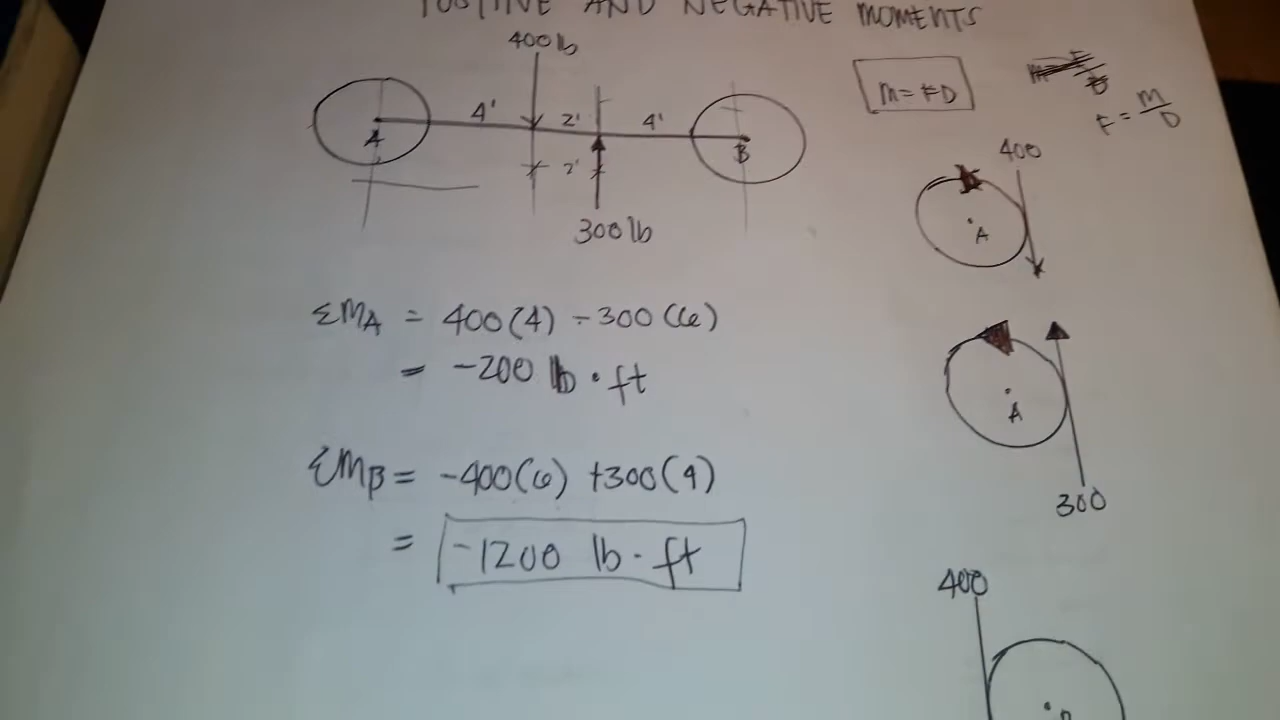 POSITIVE AND NEGATIVE MOMENTS
400 lb
4' 2' 4'
A B
2'
300 lb
M = FD
F = M/D
400
A
ΣMA = 400(4) - 300(6)
= -200 lb·ft
A
300
ΣMB = -400(6) +300(4)
= -1200 lb·ft
400